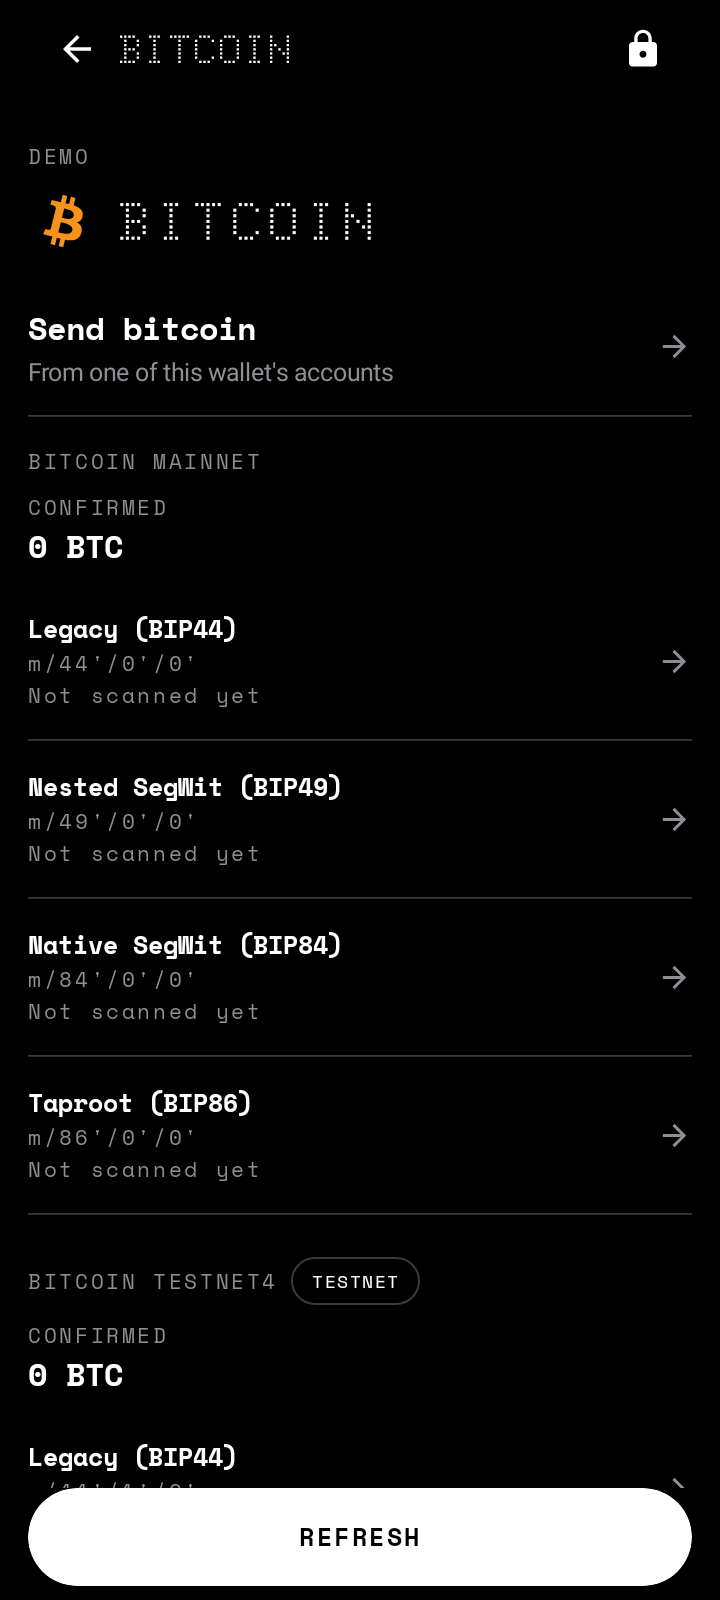 BITCOIN
DEMO
BITCOIN
Send bitcoin
From one of this wallet's accounts
BITCOIN MAINNET
CONFIRMED
0 BTC
Legacy (BIP44)
m/44'/0'/0'
Not scanned yet
Nested SegWit (BIP49)
m/49'/0'/0'
Not scanned yet
Native SegWit (BIP84)
m/84'/0'/0'
Not scanned yet
Taproot (BIP86)
m/86'/0'/0'
Not scanned yet
BITCOIN TESTNET4 TESTNET
CONFIRMED
0 BTC
Legacy (BIP44)
REFRESH